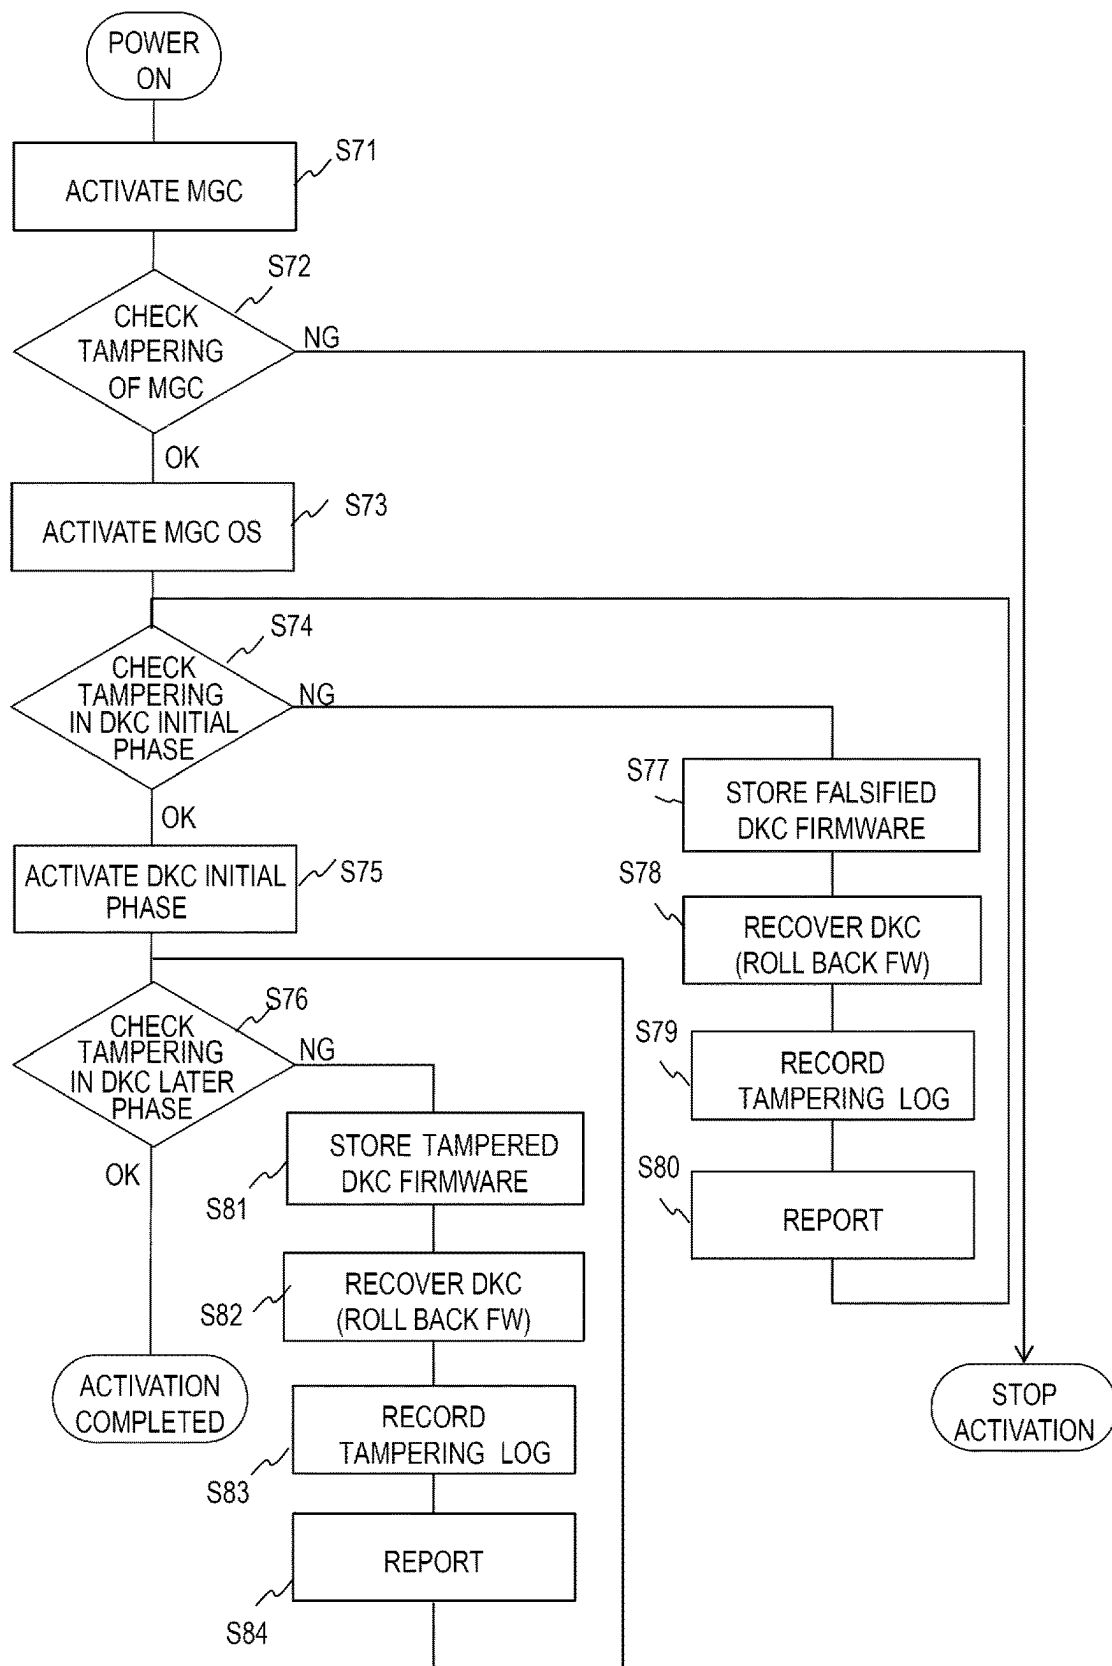 POWER
ON
S71
ACTIVATE MGC
S72
CHECK
TAMPERING
OF MGC
NG
OK
S73
ACTIVATE MGC OS
S74
CHECK
TAMPERING
IN DKC INITIAL
PHASE
NG
OK
S75
ACTIVATE DKC INITIAL
PHASE
S76
CHECK
TAMPERING
IN DKC LATER
PHASE
NG
OK
ACTIVATION
COMPLETED
S77
STORE FALSIFIED
DKC FIRMWARE
S78
RECOVER DKC
(ROLL BACK FW)
S79
RECORD
TAMPERING LOG
S80
REPORT
S81
STORE TAMPERED
DKC FIRMWARE
S82
RECOVER DKC
(ROLL BACK FW)
S83
RECORD
TAMPERING LOG
S84
REPORT
STOP
ACTIVATION